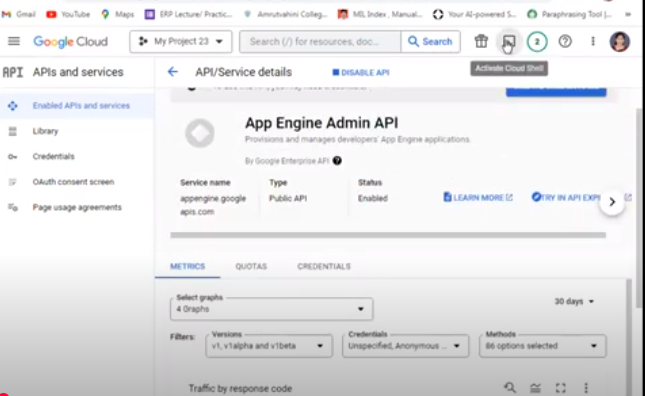 Gmail YouTube Maps ERP Lecture/ Practic... Amrutvahini Colleg... MIL Index , Manual... Your AI-powered S... Paraphrasing Tool |...
Google Cloud My Project 23 Search (/) for resources, doc... Search 2
Activate Cloud Shell
API APIs and services API/Service details DISABLE API
Enabled APIs and services
Library
Credentials
OAuth consent screen
Page usage agreements
App Engine Admin API
Provisions and manages developers' App Engine applications
By Google Enterprise API
Service name Type Status
appengine.google Public API Enabled LEARN MORE TRY IN API EXP
apis.com
METRICS QUOTAS CREDENTIALS
Select graphs
4 Graphs 30 days
Filters: Versions Credentials Methods
v1, v1alpha and v1beta Unspecified, Anonymous ... 86 options selected
Traffic by response code